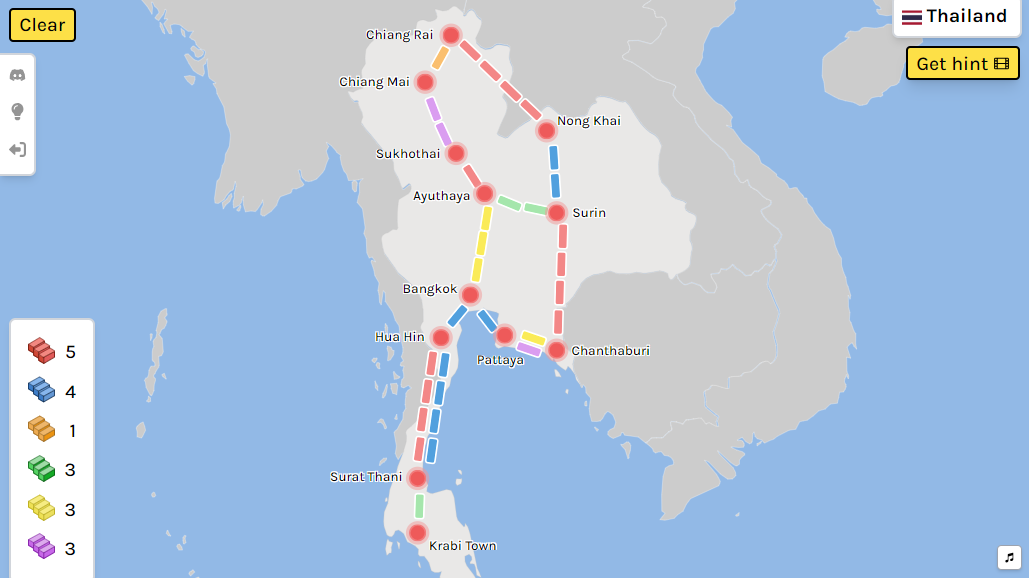 Clear
Thailand
Get hint
Chiang Rai
Chiang Mai
Nong Khai
Sukhothai
Ayuthaya
Surin
Bangkok
Hua Hin
Pattaya
Chanthaburi
Surat Thani
Krabi Town
5
4
1
3
3
3